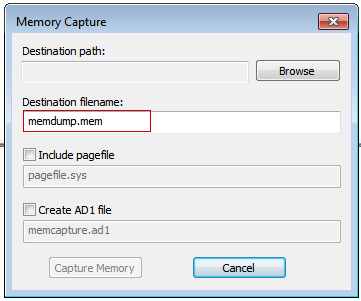 Memory Capture
Destination path:
Browse
Destination filename:
memdump.mem
Include pagefile
pagefile.sys
Create AD1 file
memcapture.ad1
Capture Memory Cancel